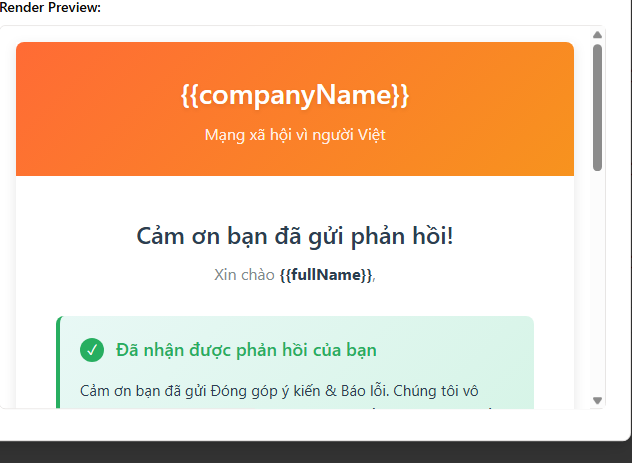 Render Preview:
{{companyName}}
Mạng xã hội vì người Việt
Cảm ơn bạn đã gửi phản hồi!
Xin chào {{fullName}},
✓ Đã nhận được phản hồi của bạn
Cảm ơn bạn đã gửi Đóng góp ý kiến & Báo lỗi. Chúng tôi vô